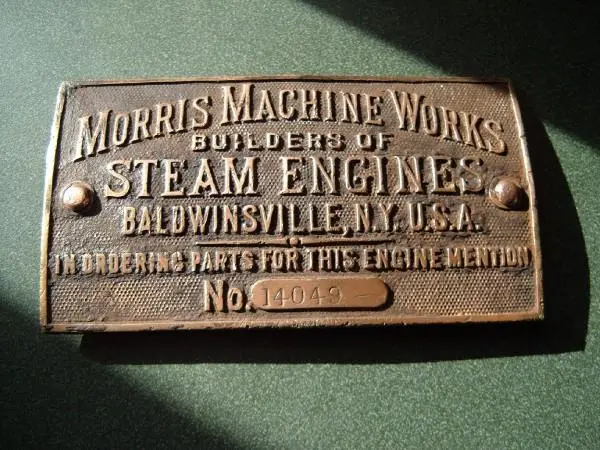 MORRIS MACHINE WORKS
BUILDERS OF
STEAM ENGINES
BALDWINSVILLE, N.Y. U.S.A.
IN ORDERING PARTS FOR THIS ENGINE MENTION
No. 14049 -